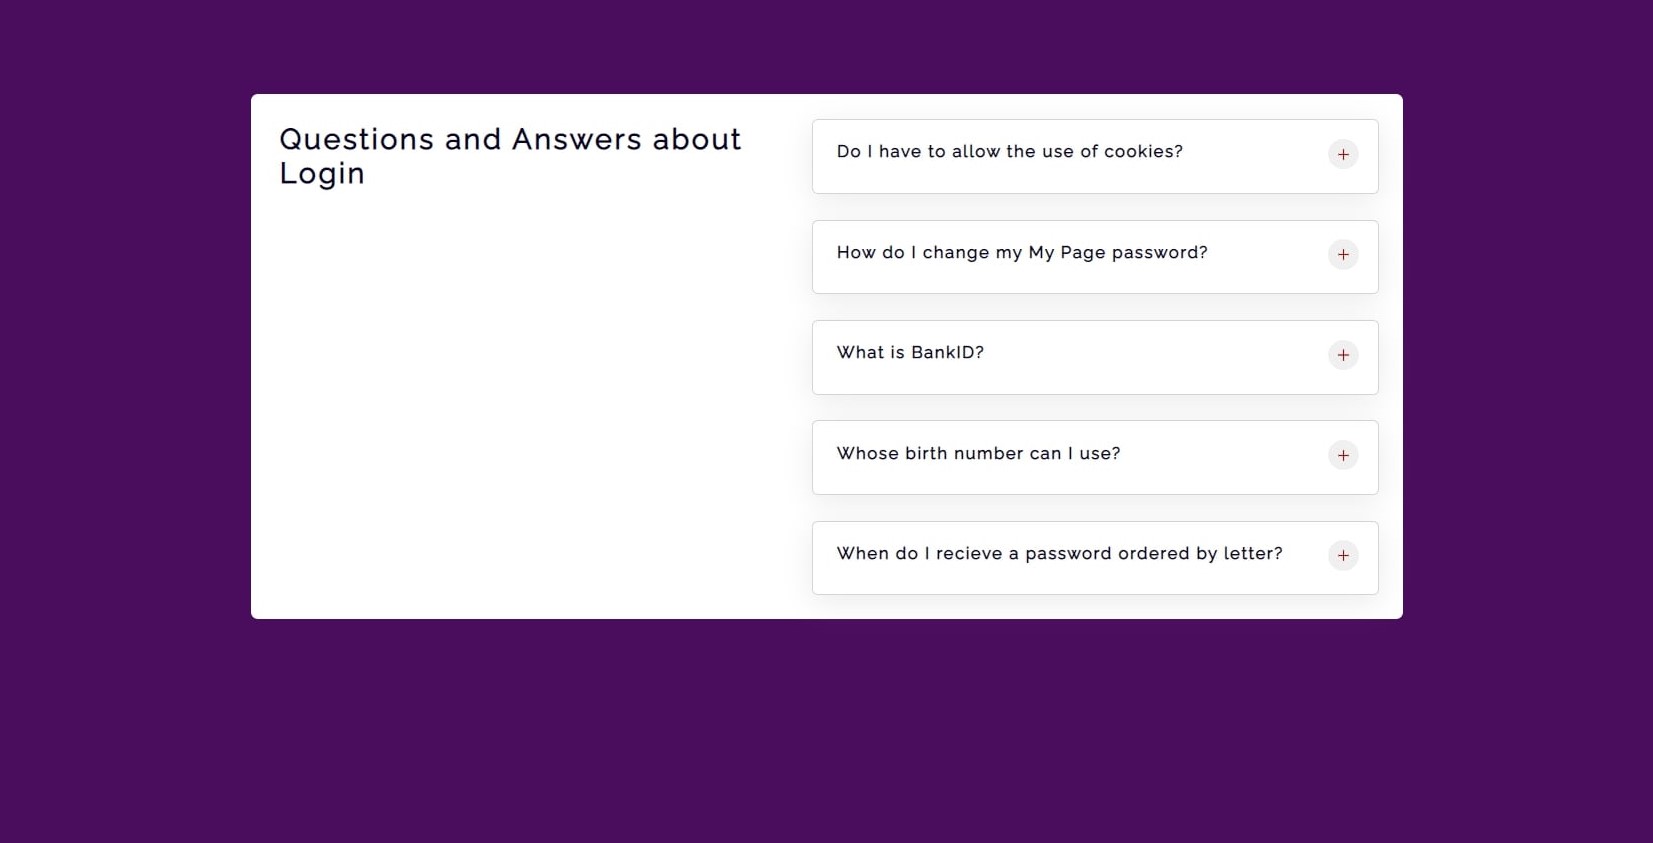 Questions and Answers about
Login
Do I have to allow the use of cookies?
How do I change my My Page password?
What is BankID?
Whose birth number can I use?
When do I recieve a password ordered by letter?